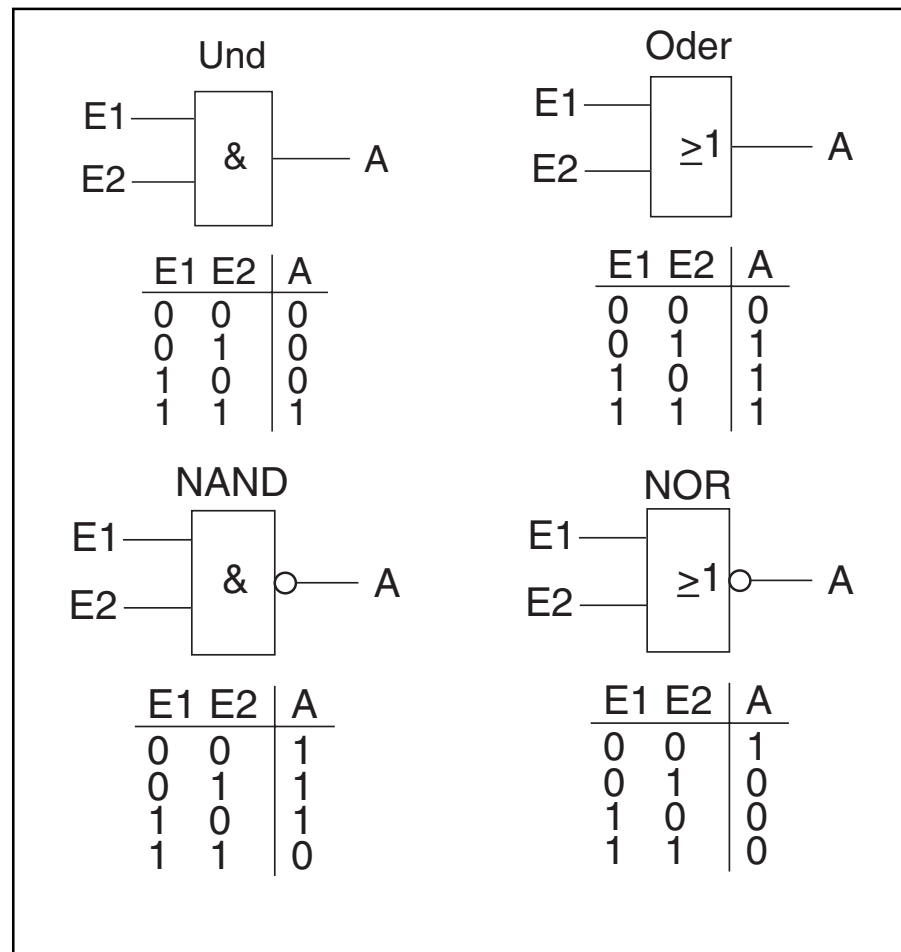 Und
E1
E2
&
A
E1 E2 A
0 0 0
0 1 0
1 0 0
1 1 1
Oder
E1
E2
≥1
A
E1 E2 A
0 0 0
0 1 1
1 0 1
1 1 1
NAND
E1
E2
&
A
E1 E2 A
0 0 1
0 1 1
1 0 1
1 1 0
NOR
E1
E2
≥1
A
E1 E2 A
0 0 1
0 1 0
1 0 0
1 1 0